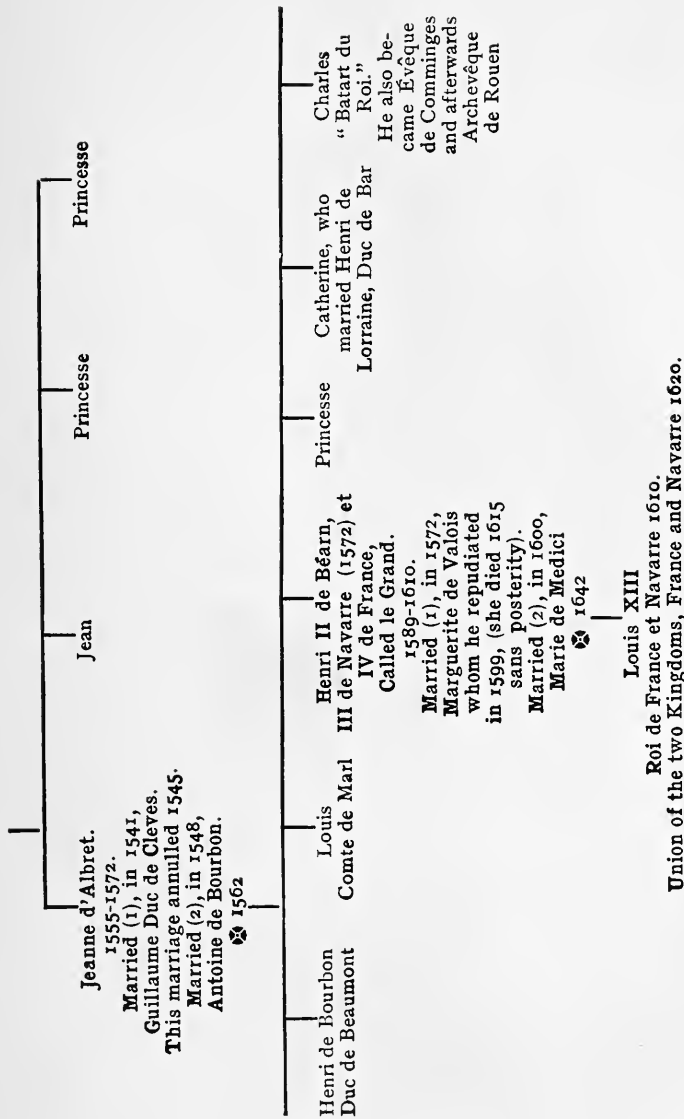 Jeanne d'Albret.
1555-1572.
Married (1), in 1541,
Guillaume Duc de Cleves.
This marriage annulled 1545.
Married (2), in 1548,
Antoine de Bourbon.
✠ 1562
Jean
Princesse
Princesse
Henri de Bourbon
Duc de Beaumont
Louis
Comte de Marl
Henri II de Béarn,
III de Navarre (1572) et
IV de France,
Called le Grand.
1589-1610.
Married (1), in 1572,
Marguerite de Valois
whom he repudiated
in 1599, (she died 1615
sans posterity).
Married (2), in 1600,
Marie de Medici
✠ 1642
Princesse
Catherine, who
married Henri de
Lorraine, Duc de Bar
Charles
“ Batart du
Roi.”
He also be-
came Évêque
de Comminges
and afterwards
Archevêque
de Rouen
Louis XIII
Roi de France et Navarre 1610.
Union of the two Kingdoms, France and Navarre 1620.